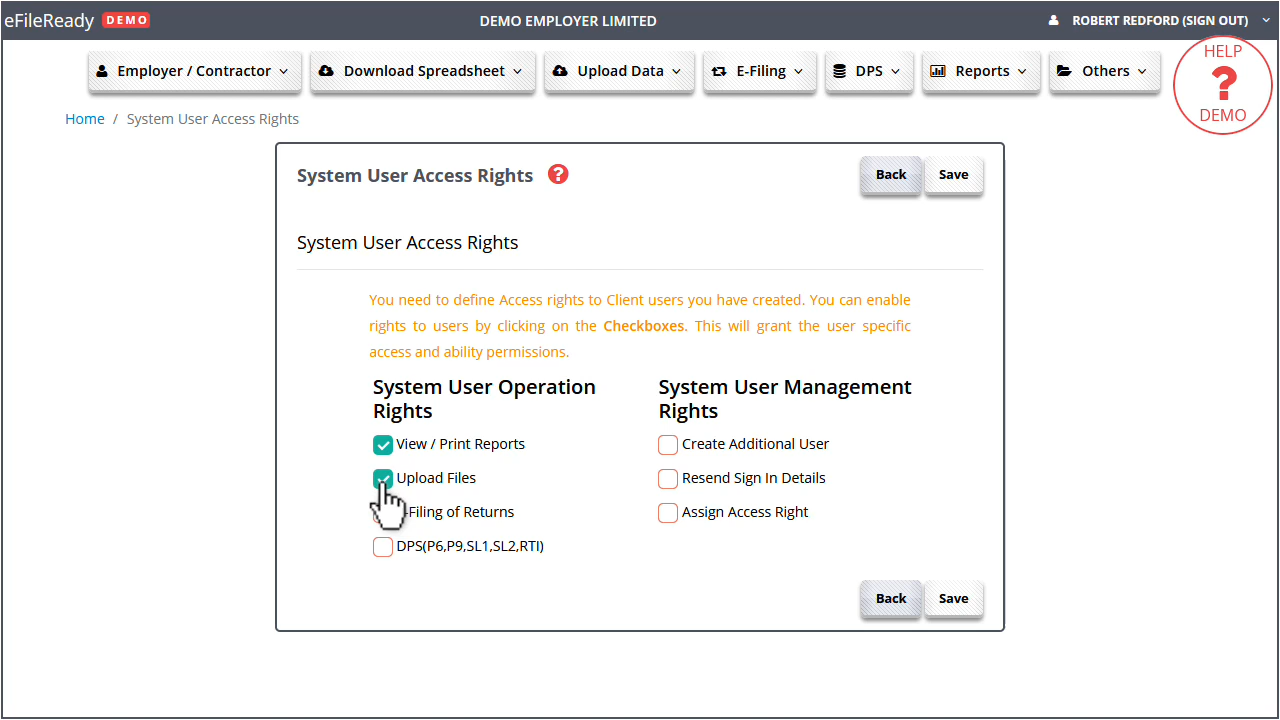 eFileReady DEMO
DEMO EMPLOYER LIMITED
ROBERT REDFORD (SIGN OUT)
Employer / Contractor
Download Spreadsheet
Upload Data
E-Filing
DPS
Reports
Others
HELP
?
DEMO
Home / System User Access Rights
System User Access Rights ?
Back
Save
System User Access Rights
You need to define Access rights to Client users you have created. You can enable
rights to users by clicking on the Checkboxes. This will grant the user specific
access and ability permissions.
System User Operation
Rights
View / Print Reports
Upload Files
-Filing of Returns
DPS(P6,P9,SL1,SL2,RTI)
System User Management
Rights
Create Additional User
Resend Sign In Details
Assign Access Right
Back
Save